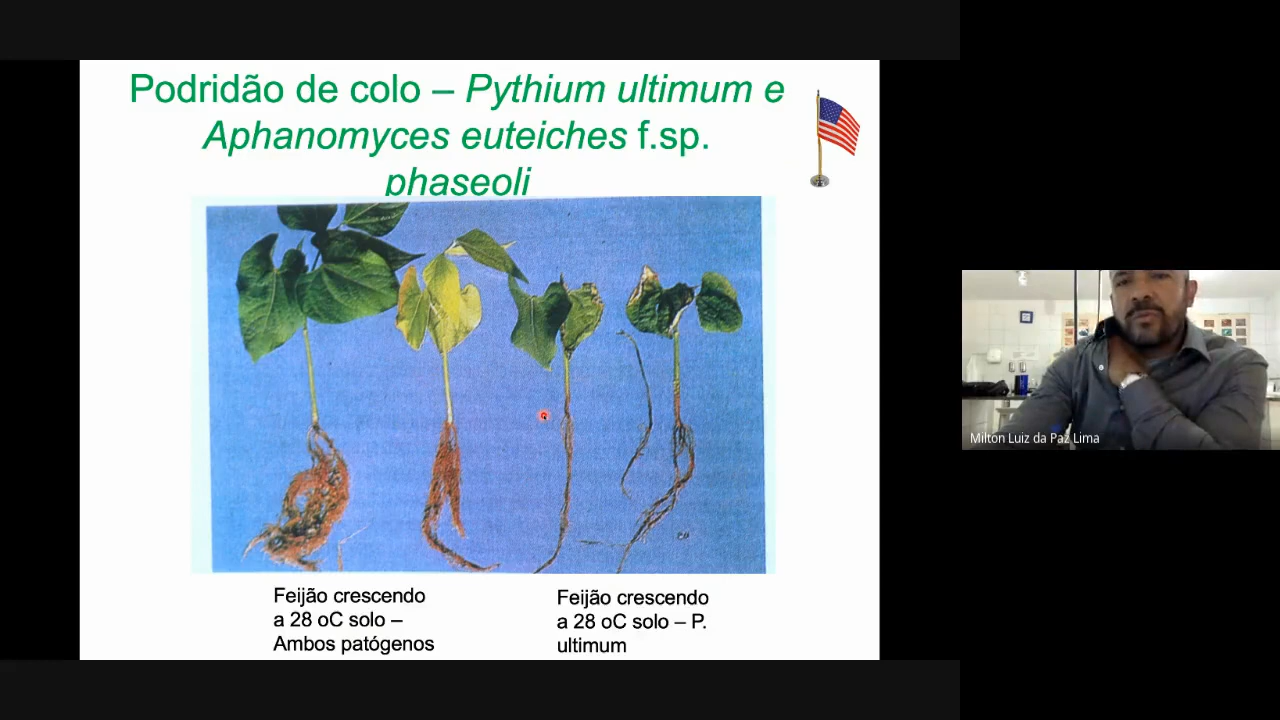 Podridão de colo – Pythium ultimum e
Aphanomyces euteiches f.sp.
phaseoli
Feijão crescendo
a 28 oC solo –
Ambos patógenos
Feijão crescendo
a 28 oC solo – P.
ultimum
Milton Luiz da Paz Lima